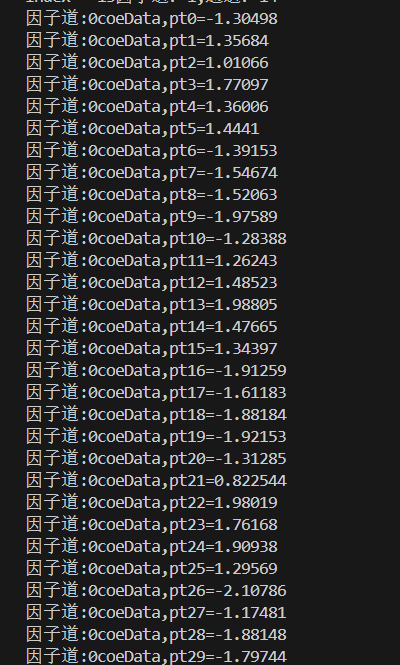 因子道:0coeData,pt0=-1.30498
因子道:0coeData,pt1=1.35684
因子道:0coeData,pt2=1.01066
因子道:0coeData,pt3=1.77097
因子道:0coeData,pt4=1.36006
因子道:0coeData,pt5=1.4441
因子道:0coeData,pt6=-1.39153
因子道:0coeData,pt7=-1.54674
因子道:0coeData,pt8=-1.52063
因子道:0coeData,pt9=-1.97589
因子道:0coeData,pt10=-1.28388
因子道:0coeData,pt11=1.26243
因子道:0coeData,pt12=1.48523
因子道:0coeData,pt13=1.98805
因子道:0coeData,pt14=1.47665
因子道:0coeData,pt15=1.34397
因子道:0coeData,pt16=-1.91259
因子道:0coeData,pt17=-1.61183
因子道:0coeData,pt18=-1.88184
因子道:0coeData,pt19=-1.92153
因子道:0coeData,pt20=-1.31285
因子道:0coeData,pt21=0.822544
因子道:0coeData,pt22=1.98019
因子道:0coeData,pt23=1.76168
因子道:0coeData,pt24=1.90938
因子道:0coeData,pt25=1.29569
因子道:0coeData,pt26=-2.10786
因子道:0coeData,pt27=-1.17481
因子道:0coeData,pt28=-1.88148
因子道:0coeData,pt29=-1.79744